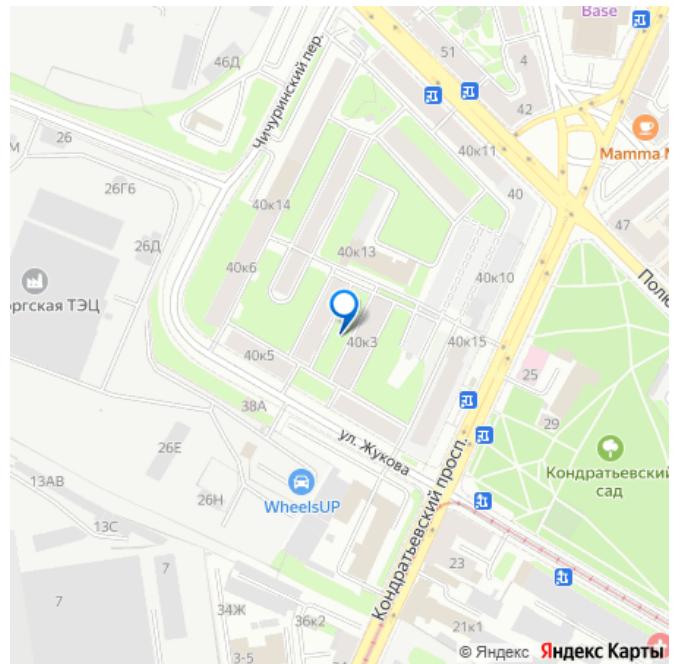 Base
46Д
51
4
42
Чичуринский пер.
26
М
40к11
Mamma M
26Г6
40
40к14
47
26Д
40к13
40к6
40к10
Полю
оргская ТЭЦ
40к5
40к3
40к15
25
38А
29
ул. Жукова
26Е
Кондратьевский
сад
13АВ
26Н
WheelsUP
13С
Кондратьевский просп.
7
23
7
34Ж
36к2
21к1
3-5
© Яндекс Яндекс Карты